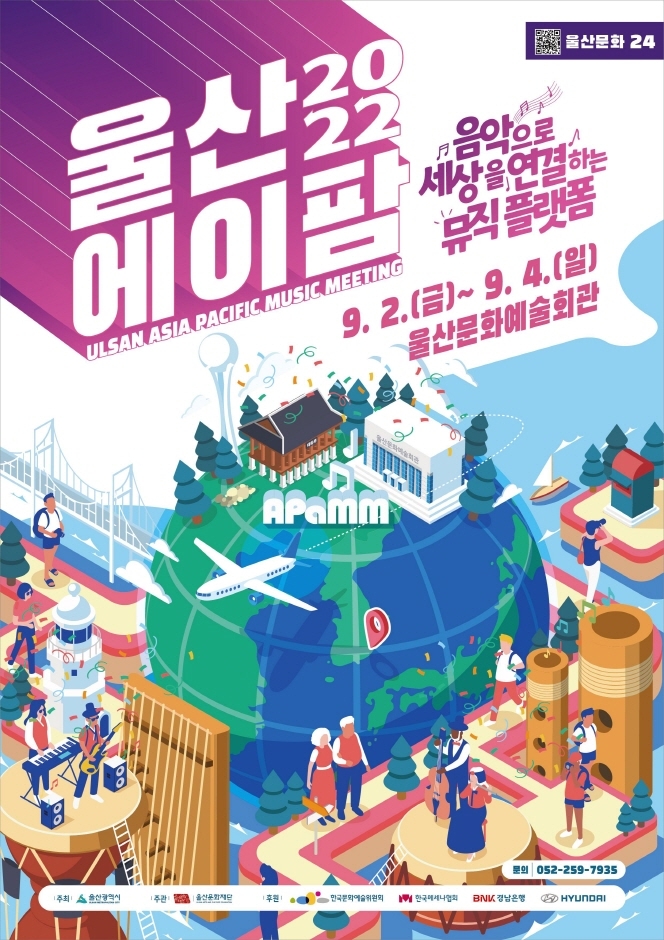 울산문화 24
울산 2022
에이팜
ULSAN ASIA PACIFIC MUSIC MEETING
음악으로
세상을 연결하는
뮤직 플랫폼
9. 2.(금)~ 9. 4.(일)
울산문화예술회관
울산문화예술회관
APaMM
문의 052-259-7935
주최 울산광역시 주관 울산문화재단 후원 한국문화예술위원회 한국메세나협회 BNK경남은행 HYUNDAI